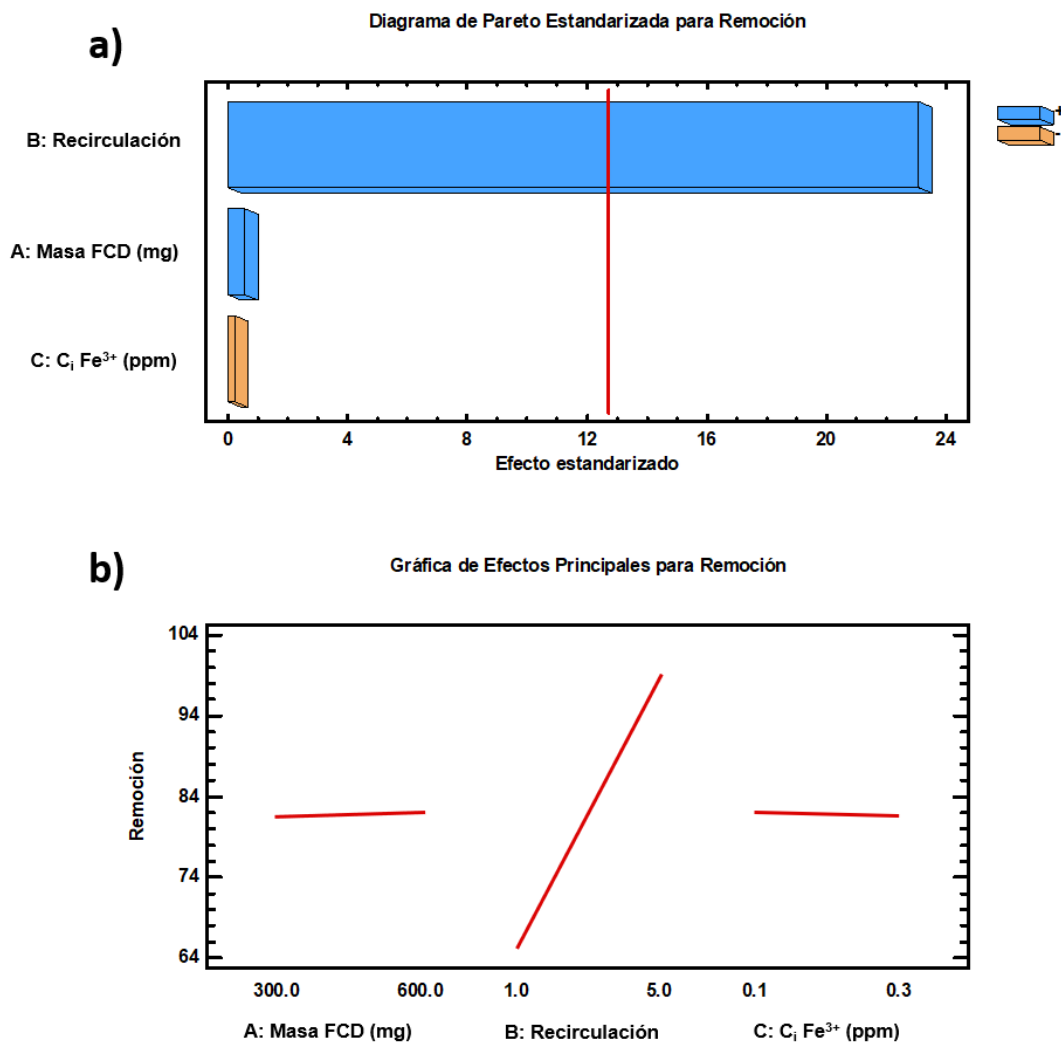 Diagrama de Pareto Estandarizada para Remoción
a)
B: Recirculación
A: Masa FCD (mg)
C: Cᵢ Fe³⁺ (ppm)
+
-
0 4 8 12 16 20 24
Efecto estandarizado
b)
Gráfica de Efectos Principales para Remoción
104
94
84
74
64
Remoción
300.0 600.0 1.0 5.0 0.1 0.3
A: Masa FCD (mg) B: Recirculación C: Cᵢ Fe³⁺ (ppm)